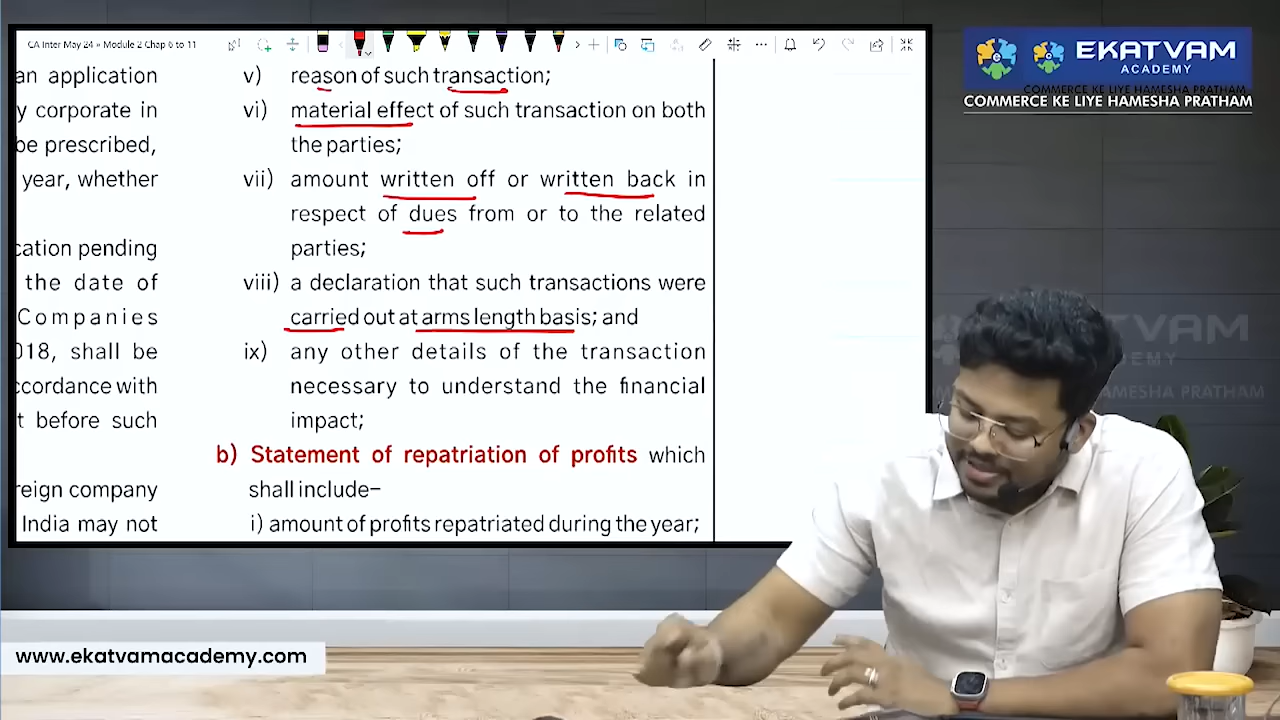 CA Inter May 24 » Module 2 Chap 6 to 11
an application
y corporate in
be prescribed,
year, whether
cation pending
the date of
Companies
018, shall be
ccordance with
t before such
reign company
India may not
v) reason of such transaction;
vi) material effect of such transaction on both
the parties;
vii) amount written off or written back in
respect of dues from or to the related
parties;
viii) a declaration that such transactions were
carried out at arms length basis; and
ix) any other details of the transaction
necessary to understand the financial
impact;
b) Statement of repatriation of profits which
shall include-
i) amount of profits repatriated during the year;
EKATVAM
ACADEMY
COMMERCE KE LIYE HAMESHA PRATHAM
COMMERCE KE LIYE HAMESHA PRATHAM
TVAM
DEMY
AMESHA PRATHAM
www.ekatvamacademy.com